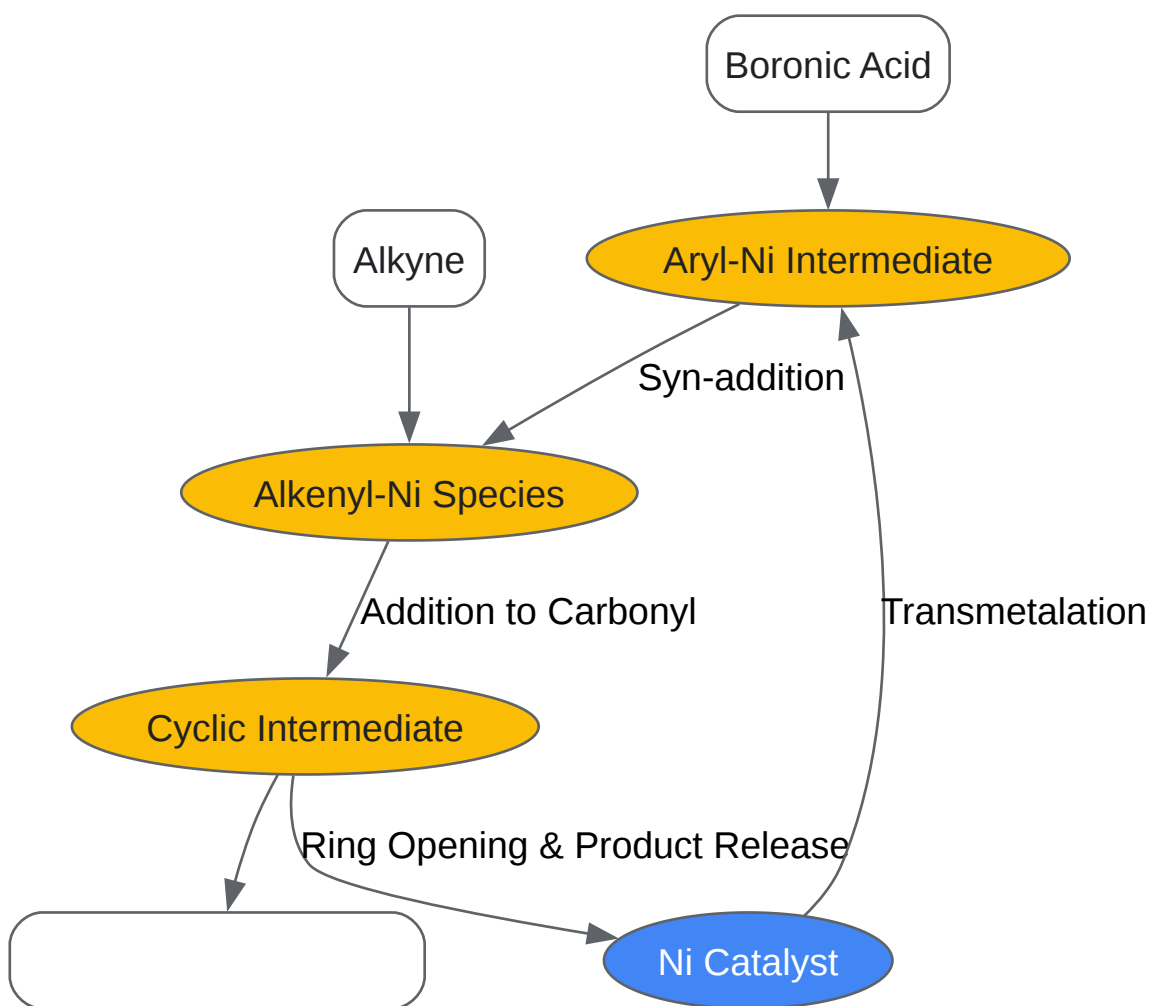 Boronic Acid
Alkyne
Aryl-Ni Intermediate
Syn-addition
Alkenyl-Ni Species
Addition to Carbonyl
Transmetalation
Cyclic Intermediate
Ring Opening & Product Release
Ni Catalyst